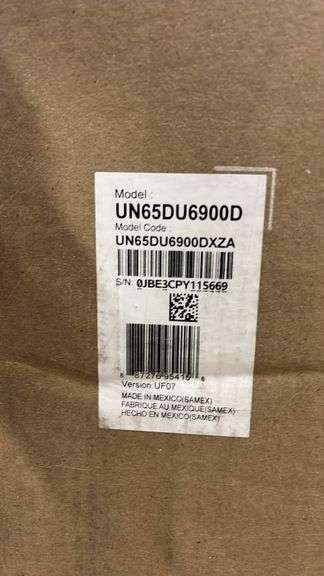 Model :
UN65DU6900D
Model Code :
UN65DU6900DXZA
S/N : 0JBE3CPY115669
Version UF07
MADE IN MEXICO(SAMEX)
FABRIQUE AU MEXIQUE(SAMEX)
HECHO EN MEXICO(SAMEX)